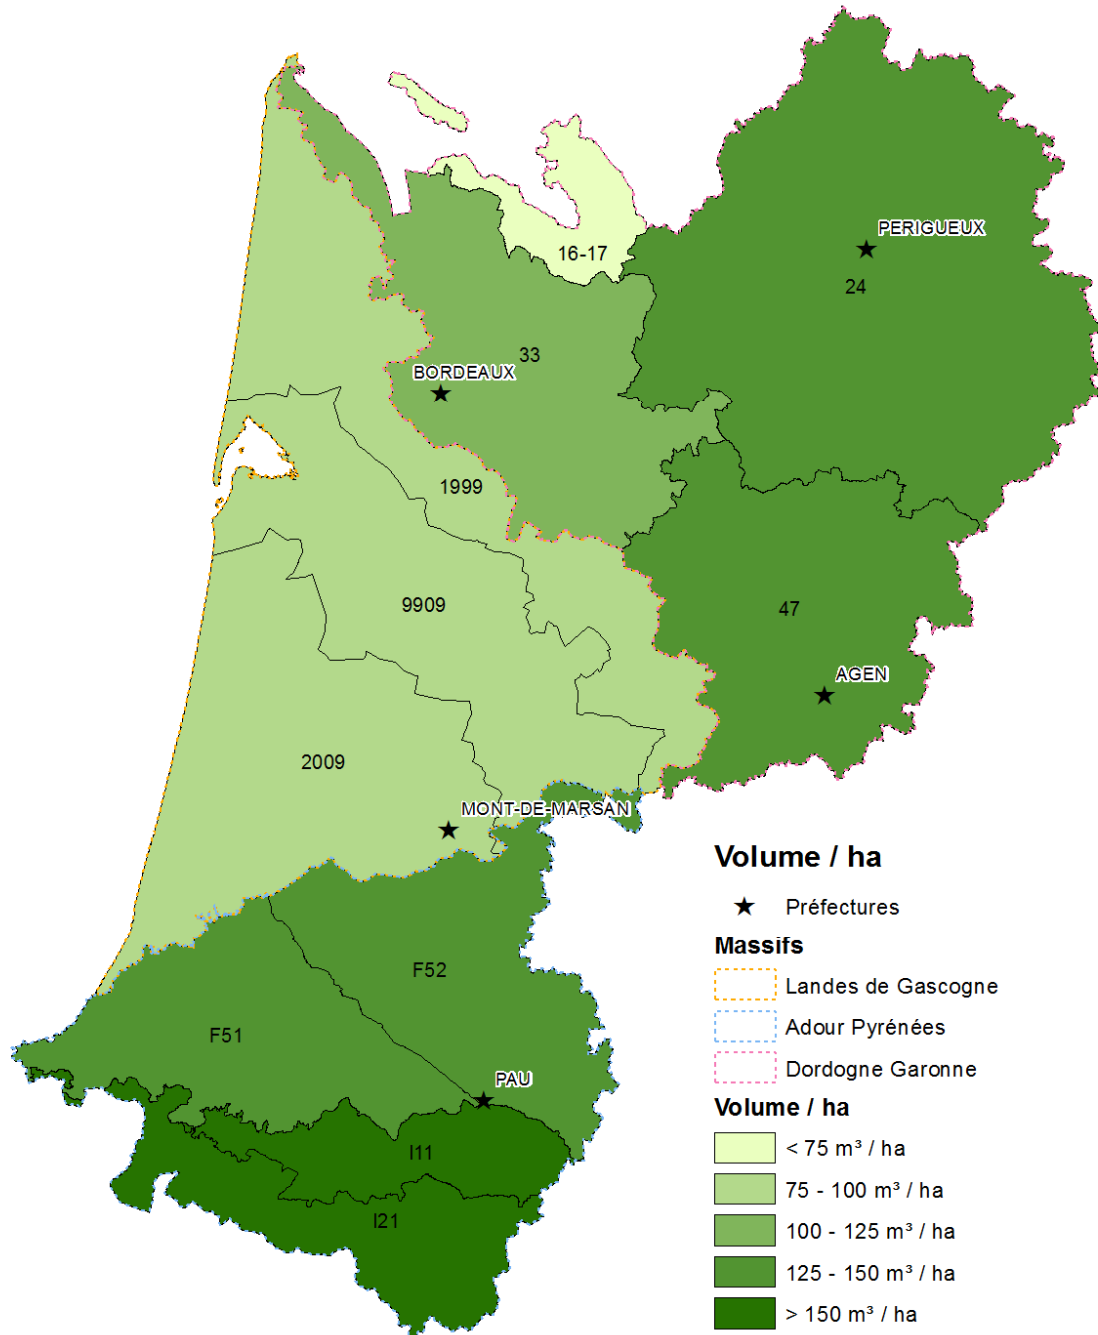 PERIGUEUX
16-17
24
33
BORDEAUX
1999
9909
47
AGEN
2009
MONT-DE-MARSAN
F52
F51
PAU
I11
I21
Volume / ha
Préfectures
Massifs
Landes de Gascogne
Adour Pyrénées
Dordogne Garonne
Volume / ha
< 75 m³ / ha
75 - 100 m³ / ha
100 - 125 m³ / ha
125 - 150 m³ / ha
> 150 m³ / ha